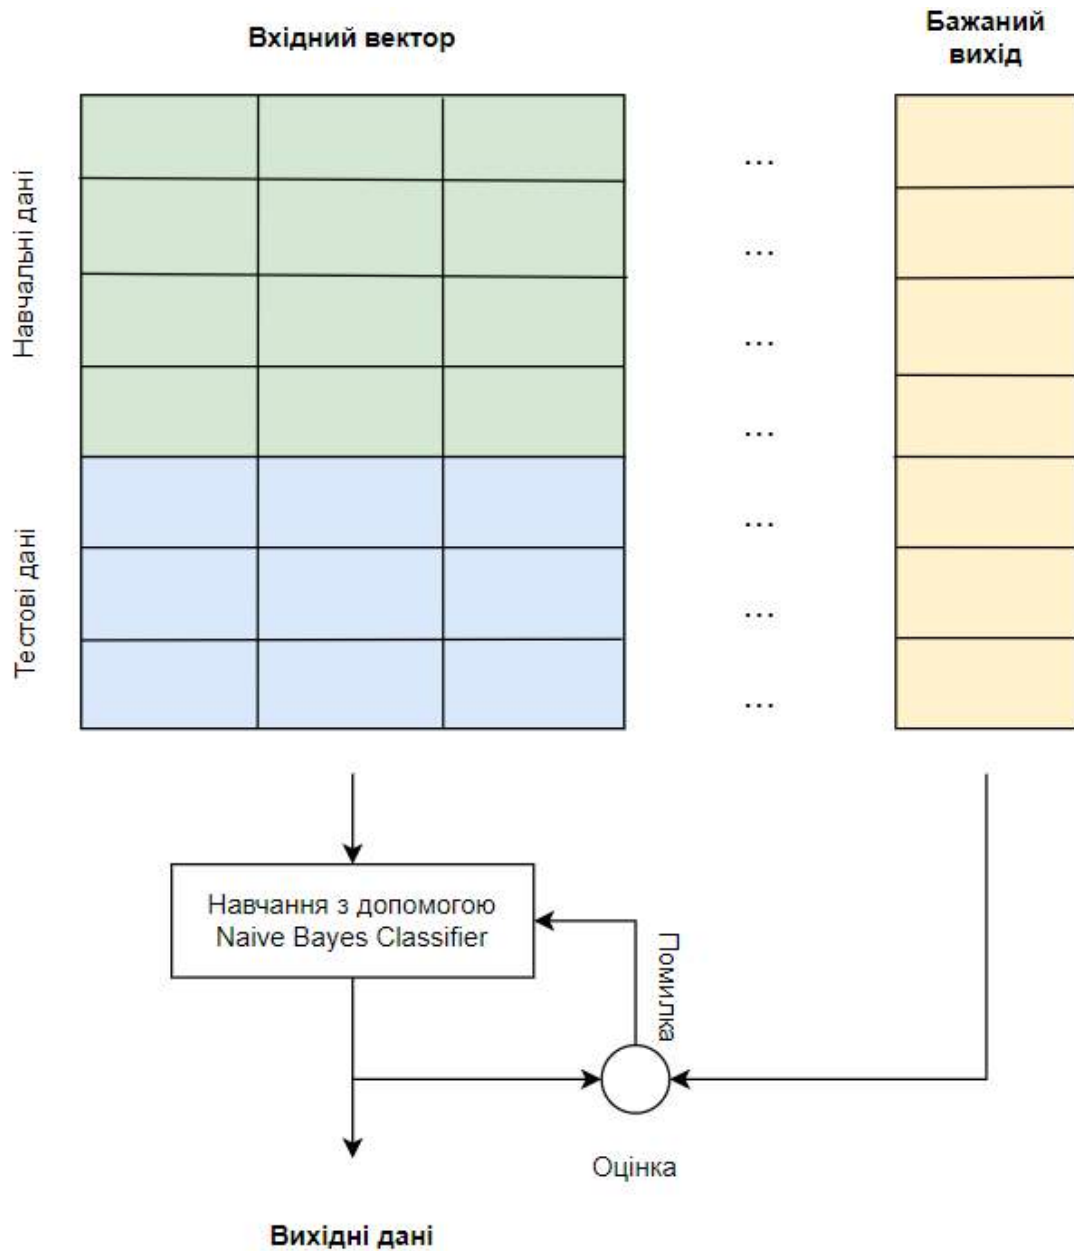 Вхідний вектор
Бажаний
вихід
Навчальні дані
...
...
...
...
Тестові дані
...
...
...
Навчання з допомогою
Naive Bayes Classifier
Помилка
Оцінка
Вихідні дані